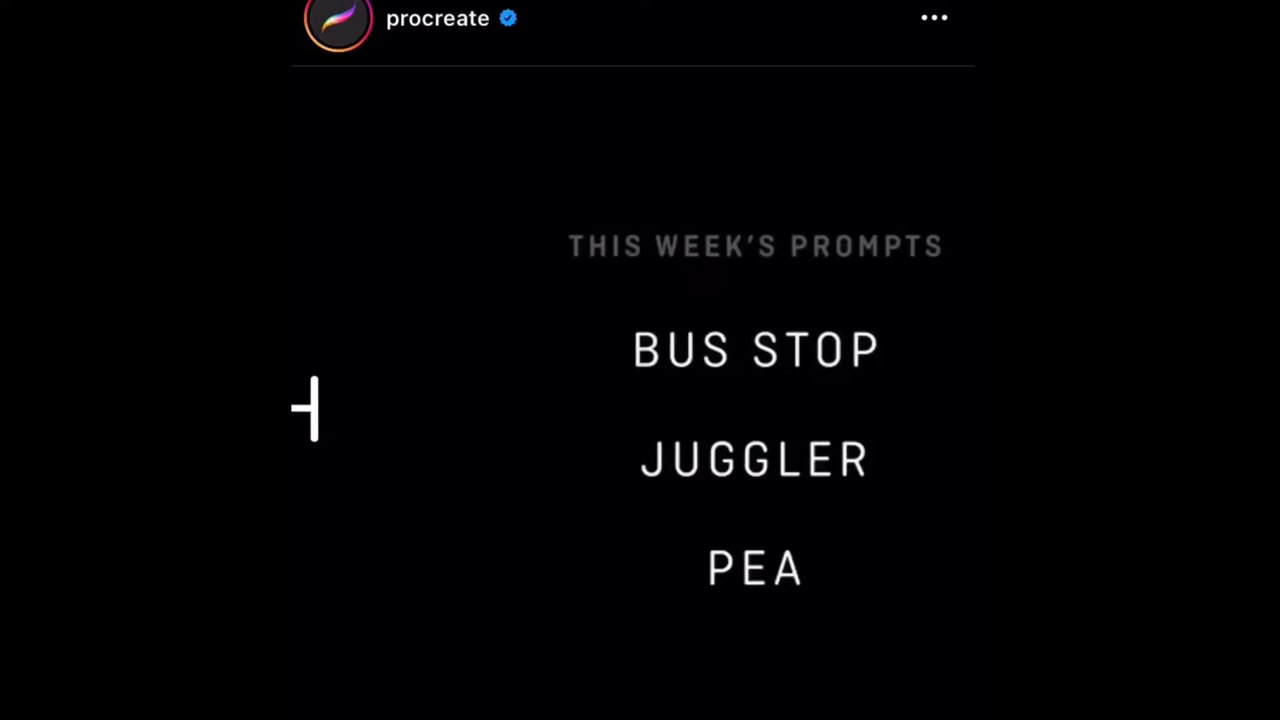 procreate
THIS WEEK'S PROMPTS
BUS STOP
JUGGLER
PEA